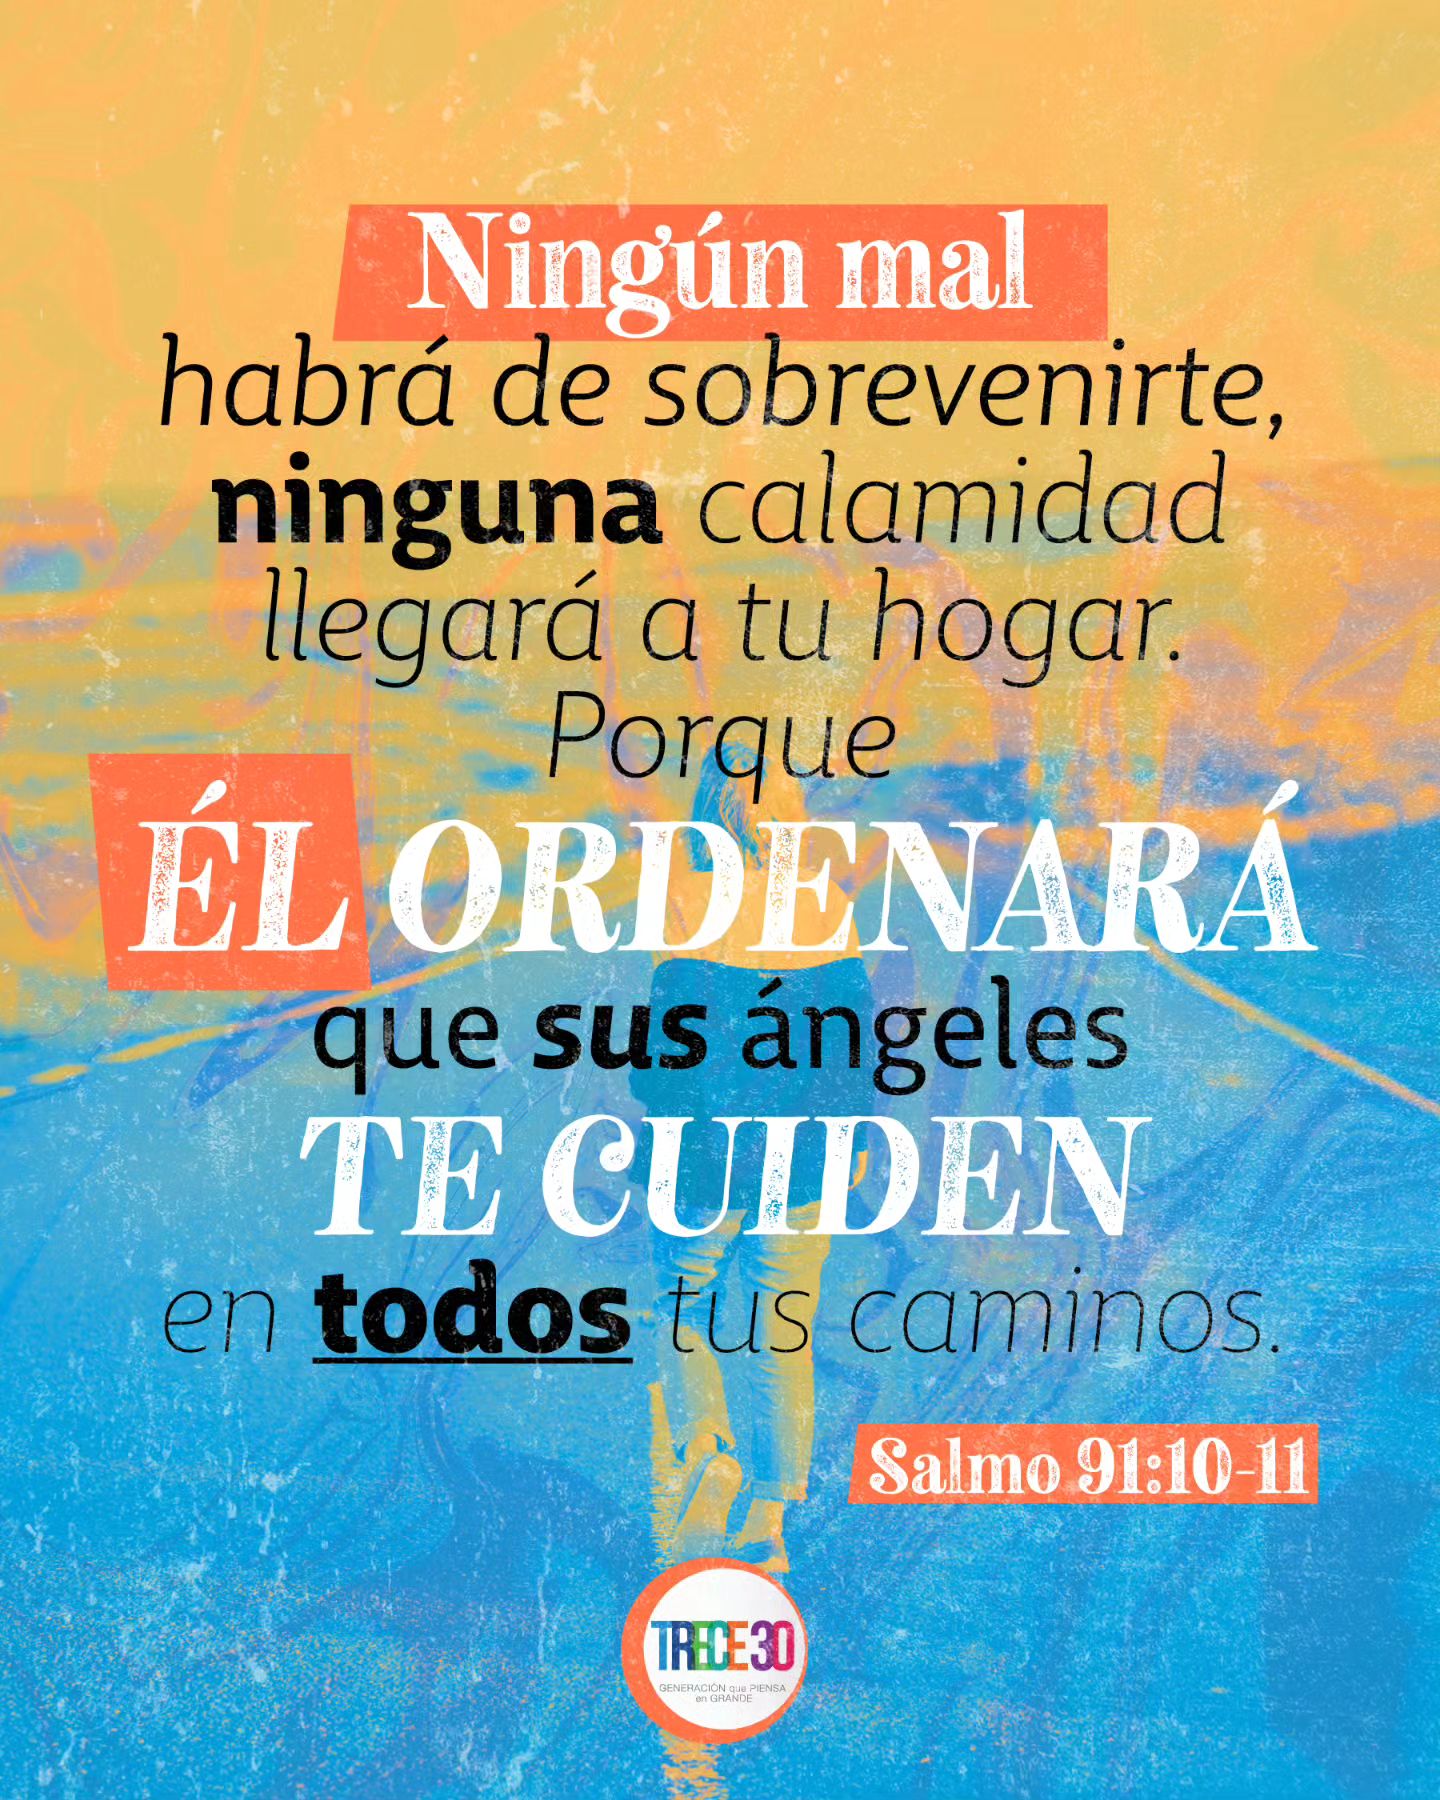 Ningún mal
habrá de sobrevenirte,
ninguna calamidad
llegará a tu hogar.
Porque
ÉL ORDENARÁ
que sus ángeles
TE CUIDEN
en todos tus caminos.
Salmo 91:10-11
TRECE30
GENERACIÓN que PIENSA
en GRANDE